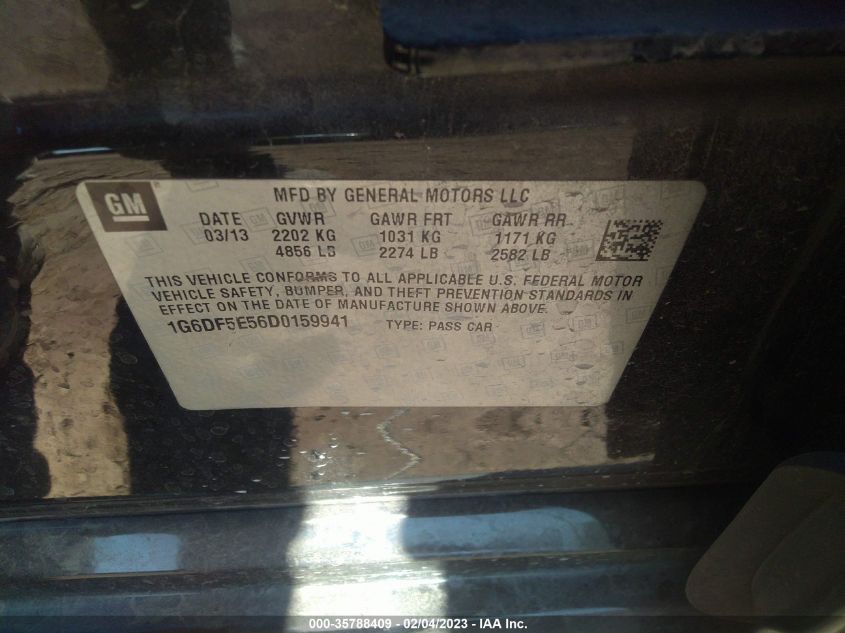 GM ®
MFD BY GENERAL MOTORS LLC
DATE GVWR GAWR FRT GAWR RR
03/13 2202 KG 1031 KG 1171 KG
4856 LB 2274 LB 2582 LB
THIS VEHICLE CONFORMS TO ALL APPLICABLE U.S. FEDERAL MOTOR
VEHICLE SAFETY, BUMPER, AND THEFT PREVENTION STANDARDS IN
EFFECT ON THE DATE OF MANUFACTURE SHOWN ABOVE.
1G6DF5E56D0159941 TYPE: PASS CAR
000-35788409 - 02/04/2023 - IAA Inc.